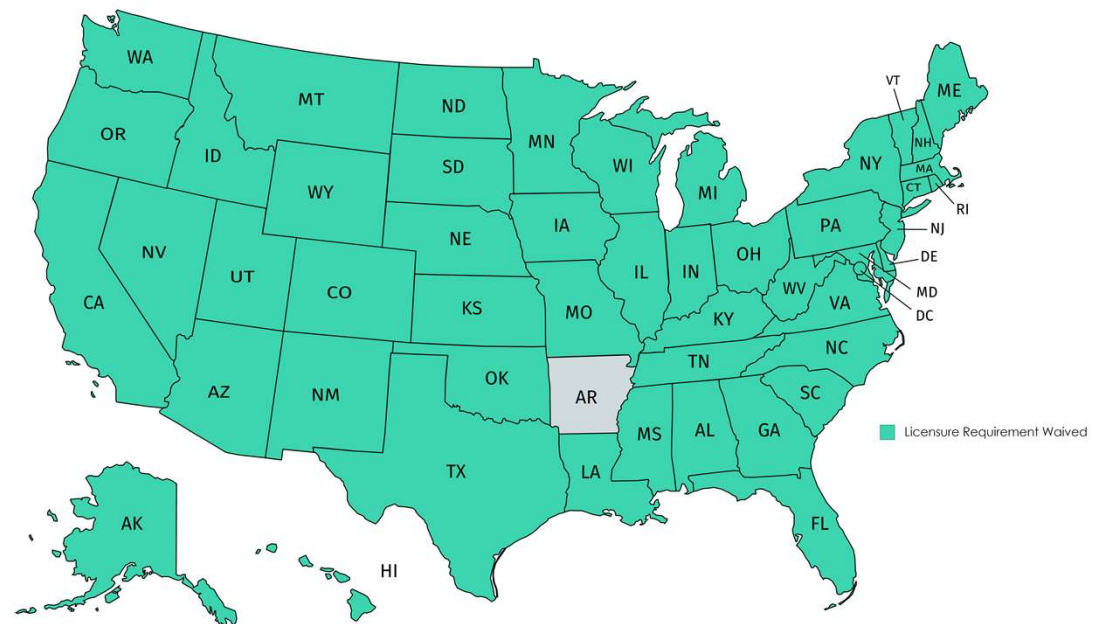 WA
MT
ND
MN
VT
ME
OR
ID
SD
WI
NY
NH
MA
MI
WY
CT
RI
IA
PA
NJ
NE
NV
OH
DE
UT
IL
IN
CO
WV
MD
CA
KS
MO
VA
DC
KY
NC
TN
OK
AZ
NM
AR
SC
MS
AL
GA
Licensure Requirement Waived
TX
LA
AK
FL
HI